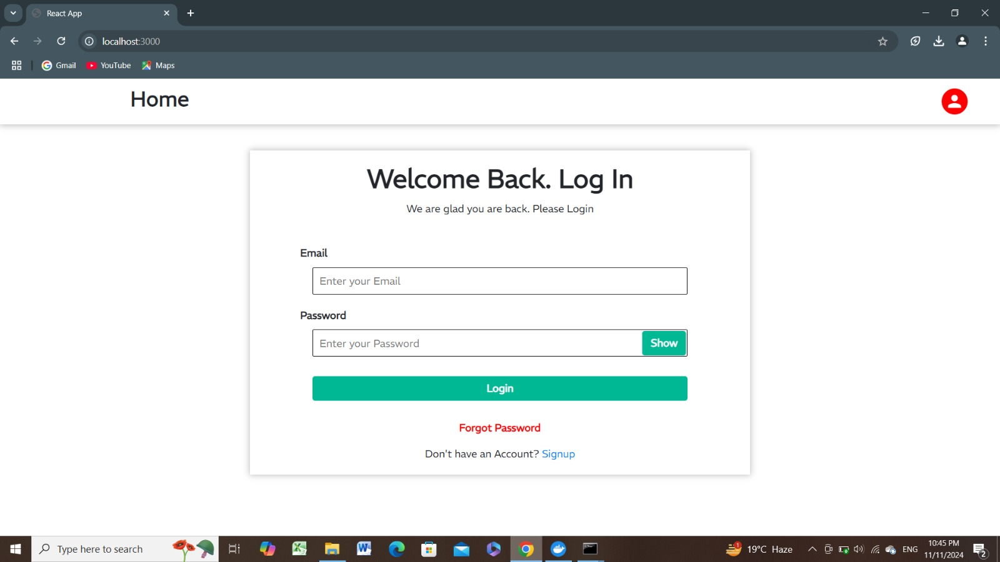 React App
localhost:3000
Gmail
YouTube
Maps
Home
Welcome Back. Log In
We are glad you are back. Please Login
Email
Enter your Email
Password
Enter your Password
Show
Login
Forgot Password
Don't have an Account? Signup
Type here to search
1
19°C Haze
ENG
10:45 PM
11/11/2024
2